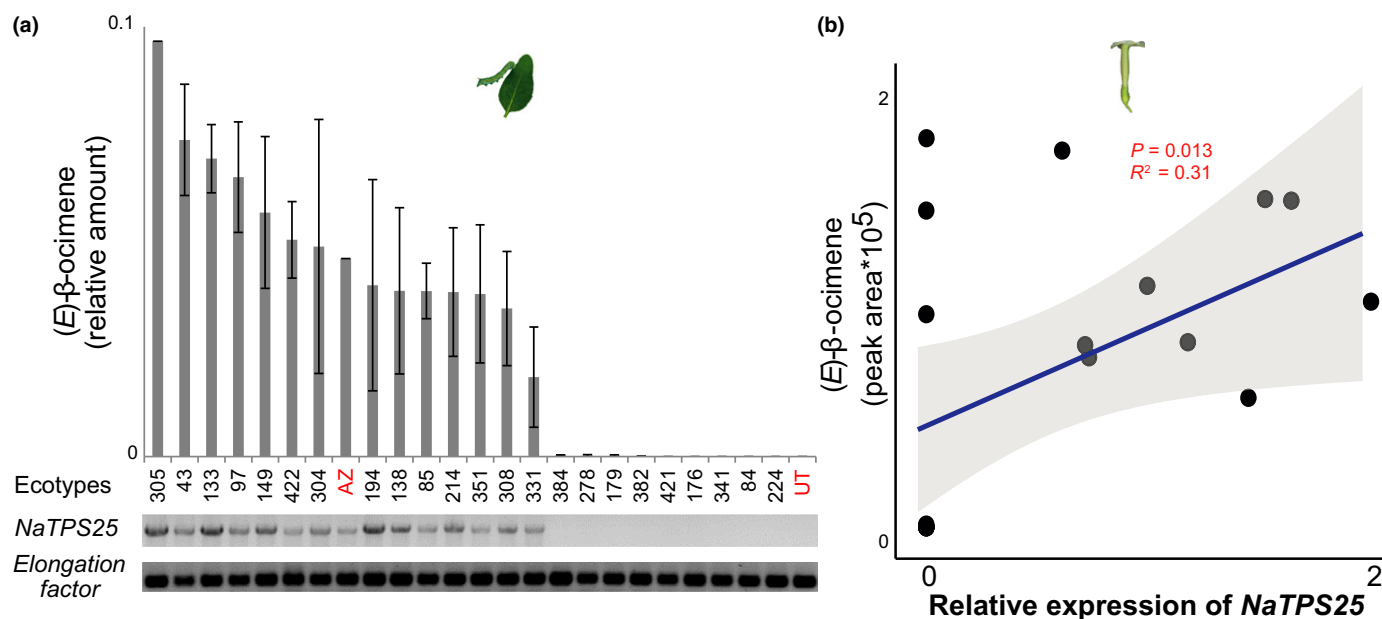 (a)
0.1
(E)-β-ocimene
(relative amount)
0
Ecotypes 305 43 133 97 149 422 304 AZ 194 138 85 214 351 308 331 384 278 179 382 421 176 341 84 224 UT
NaTPS25
Elongation
factor
(b)
2
P = 0.013
R² = 0.31
(E)-β-ocimene
(peak area*10⁵)
0
0 2
Relative expression of NaTPS25